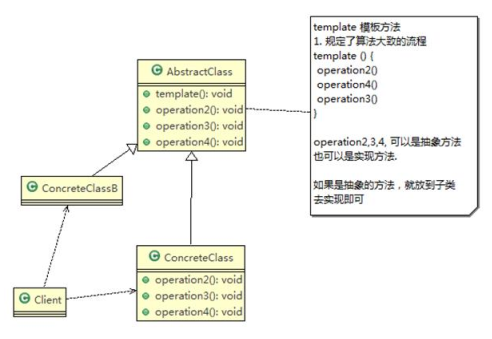 AbstractClass
template(): void
operation2(): void
operation3(): void
operation4(): void
template 模板方法
1. 规定了算法大致的流程
template () {
operation2()
operation4()
operation3()
}
operation2,3,4, 可以是抽象方法
也可以是实现方法.
如果是抽象的方法，就放到子类
去实现即可
ConcreteClassB
ConcreteClass
operation2(): void
operation3(): void
operation4(): void
Client